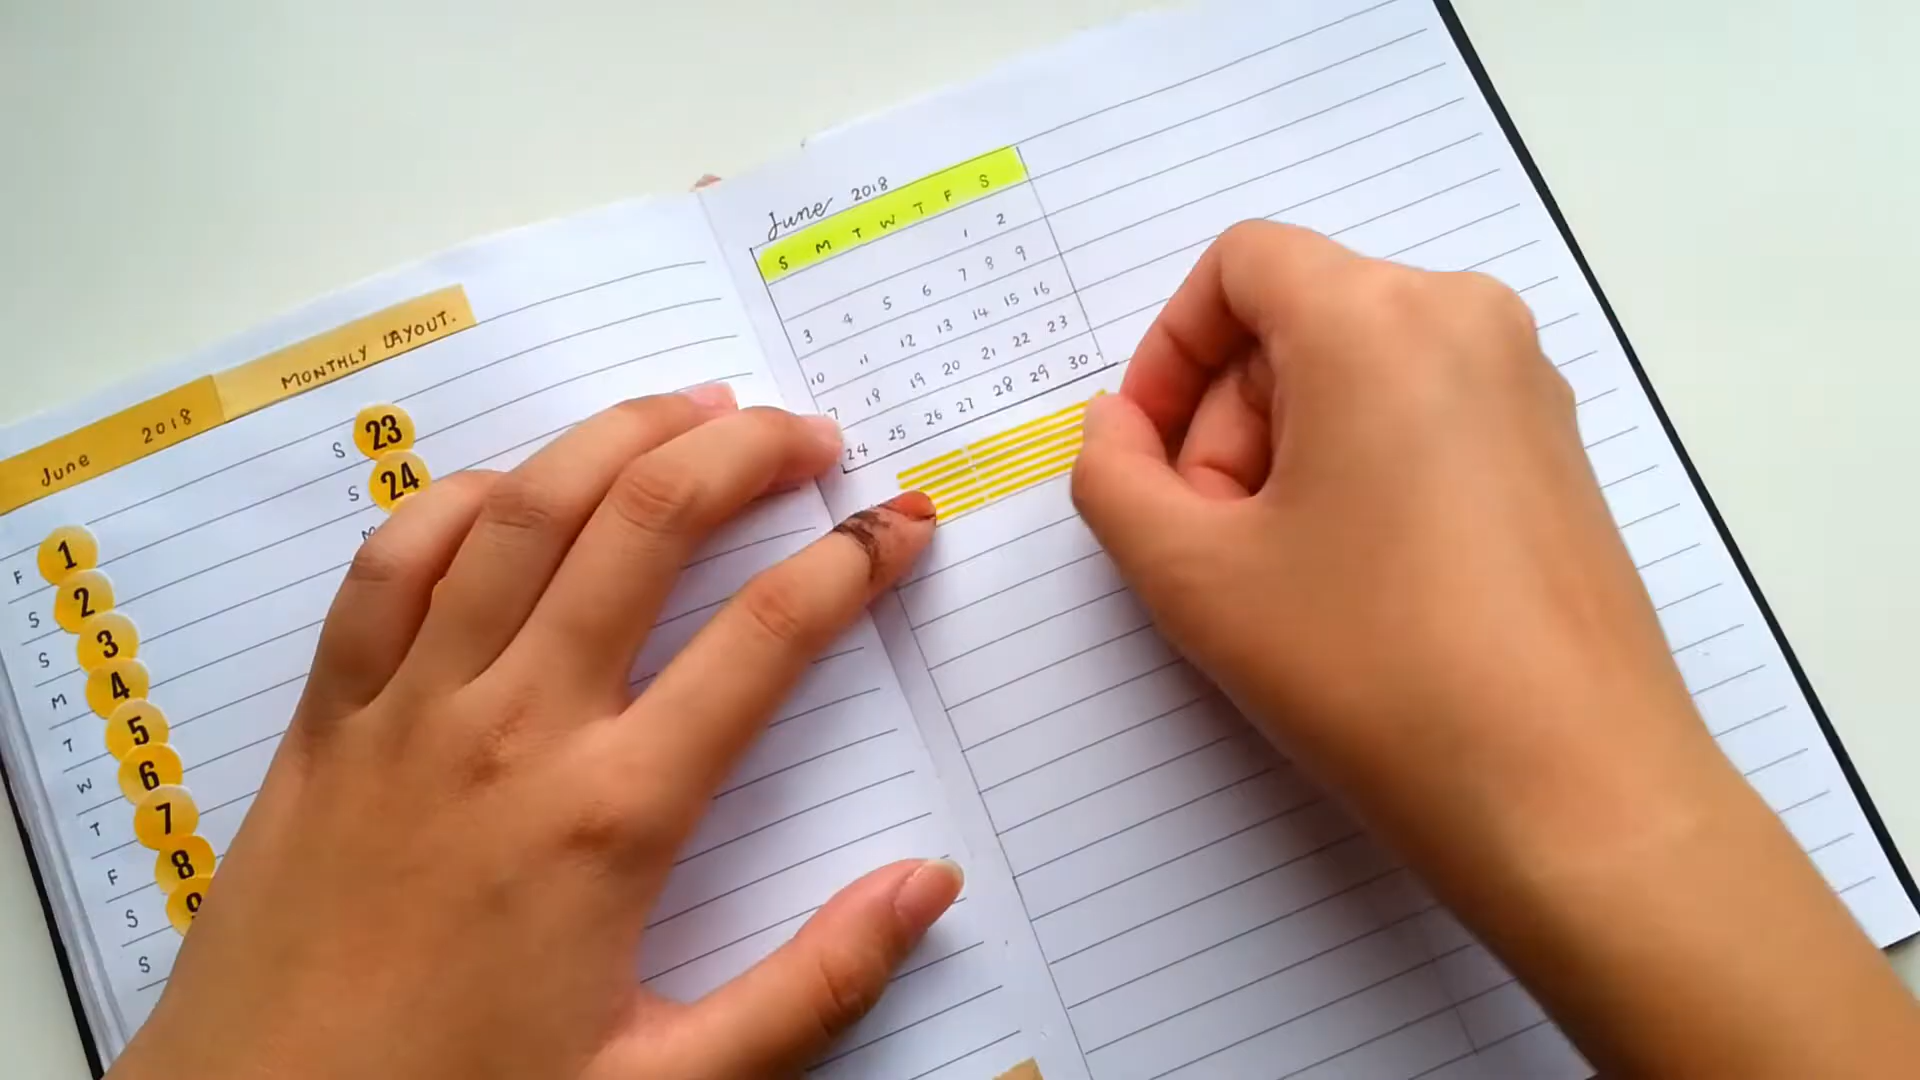 June 2018 MONTHLY LAYOUT.
F 1
S 2
S 3
M 4
T 5
W 6
T 7
F 8
S 9
S
S 23
S 24
M
June 2018
S M T W T F S
1 2
3 4 5 6 7 8 9
10 11 12 13 14 15 16
7 18 19 20 21 22 23
24 25 26 27 28 29 30